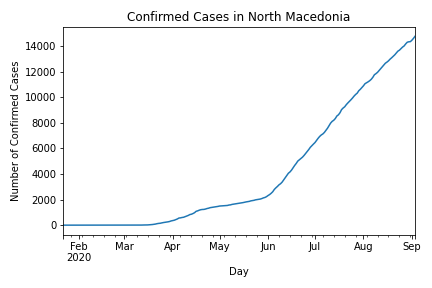 Confirmed Cases in North Macedonia
Number of Confirmed Cases
14000
12000
10000
8000
6000
4000
2000
0
Feb Mar Apr May Jun Jul Aug Sep
2020
Day